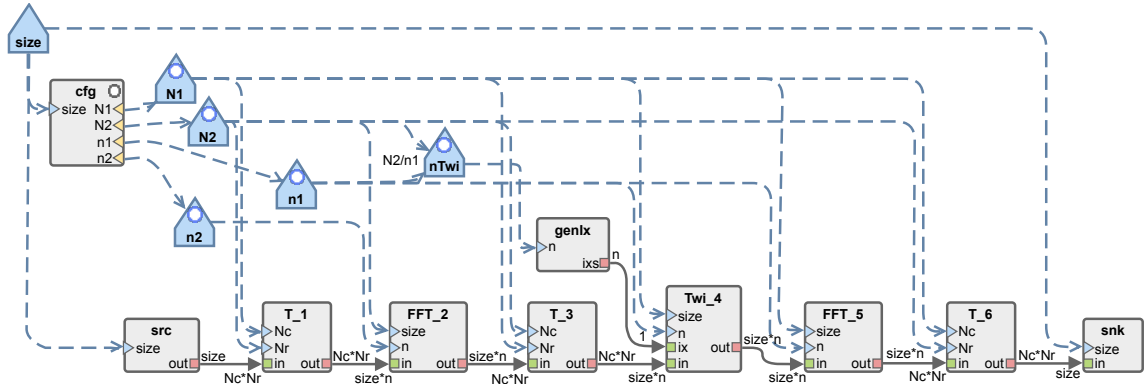 size
cfg
size
N1
N2
n1
n2
N1
N2
N2/n1
nTwi
n1
n2
genIx
n
ixs
n
src
size
out
size
T_1
Nc
Nr
in
out
Nc*Nr
Nc*Nr
FFT_2
size
n
in
out
size*n
size*n
T_3
Nc
Nr
in
out
Nc*Nr
Nc*Nr
Twi_4
size
n
1
ix
in
out
size*n
size*n
FFT_5
size
n
in
out
size*n
size*n
T_6
Nc
Nr
in
out
Nc*Nr
Nc*Nr
snk
size
in
size